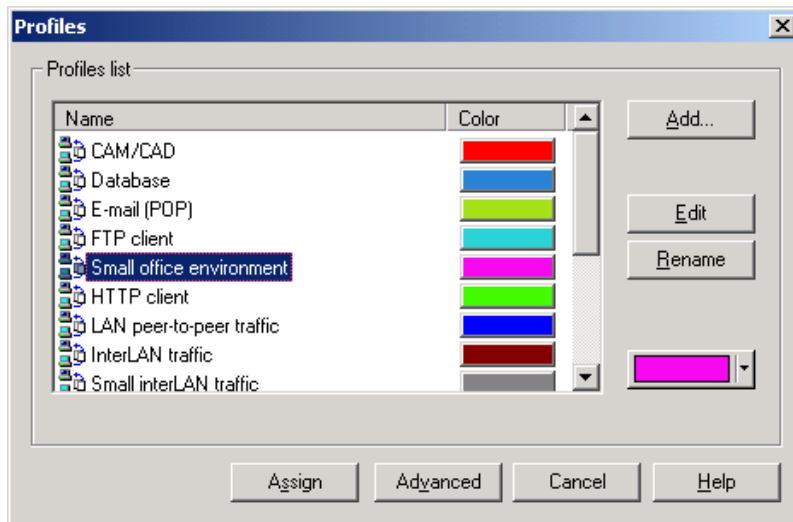 Profiles
Profiles list
Name Color
CAM/CAD
Database
E-mail (POP)
FTP client
Small office environment
HTTP client
LAN peer-to-peer traffic
InterLAN traffic
Small interLAN traffic
Add...
Edit
Rename
Assign Advanced Cancel Help